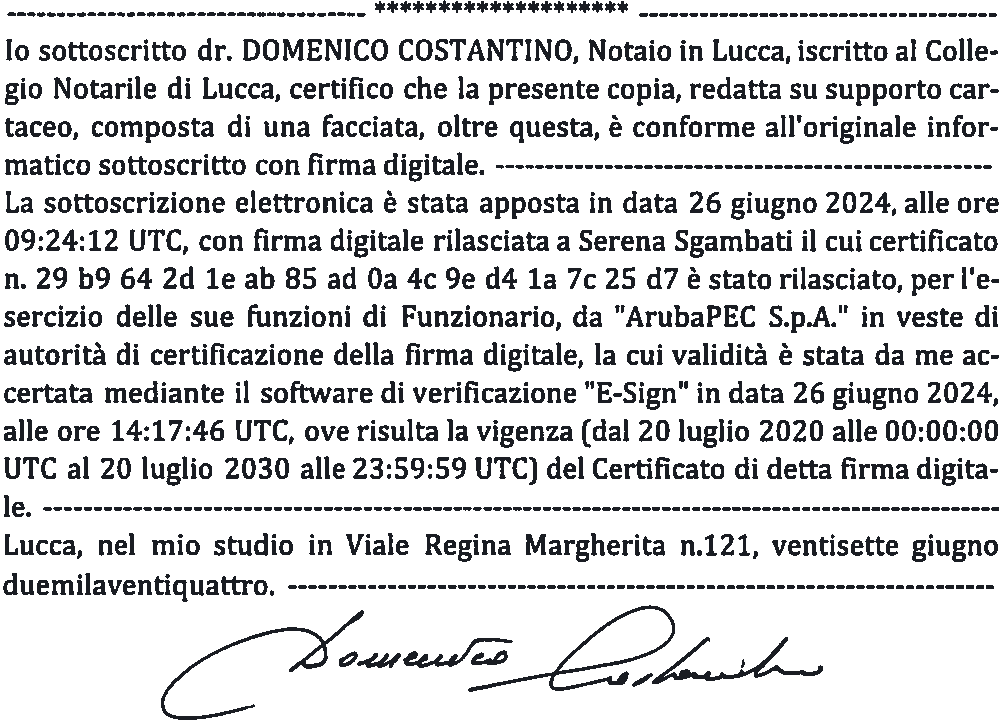 ------------------------------------ ******************** ------------------------------------
Io sottoscritto dr. DOMENICO COSTANTINO, Notaio in Lucca, iscritto al Colle-
gio Notarile di Lucca, certifico che la presente copia, redatta su supporto car-
taceo, composta di una facciata, oltre questa, è conforme all'originale infor-
matico sottoscritto con firma digitale. --------------------------------------------------
La sottoscrizione elettronica è stata apposta in data 26 giugno 2024, alle ore
09:24:12 UTC, con firma digitale rilasciata a Serena Sgambati il cui certificato
n. 29 b9 64 2d 1e ab 85 ad 0a 4c 9e d4 1a 7c 25 d7 è stato rilasciato, per l'e-
sercizio delle sue funzioni di Funzionario, da "ArubaPEC S.p.A." in veste di
autorità di certificazione della firma digitale, la cui validità è stata da me ac-
certata mediante il software di verificazione "E-Sign" in data 26 giugno 2024,
alle ore 14:17:46 UTC, ove risulta la vigenza (dal 20 luglio 2020 alle 00:00:00
UTC al 20 luglio 2030 alle 23:59:59 UTC) del Certificato di detta firma digita-
le. ------------------------------------------------------------------------------------------------
Lucca, nel mio studio in Viale Regina Margherita n.121, ventisette giugno
duemilaventiquattro. -----------------------------------------------------------------------
Domenico Costantino